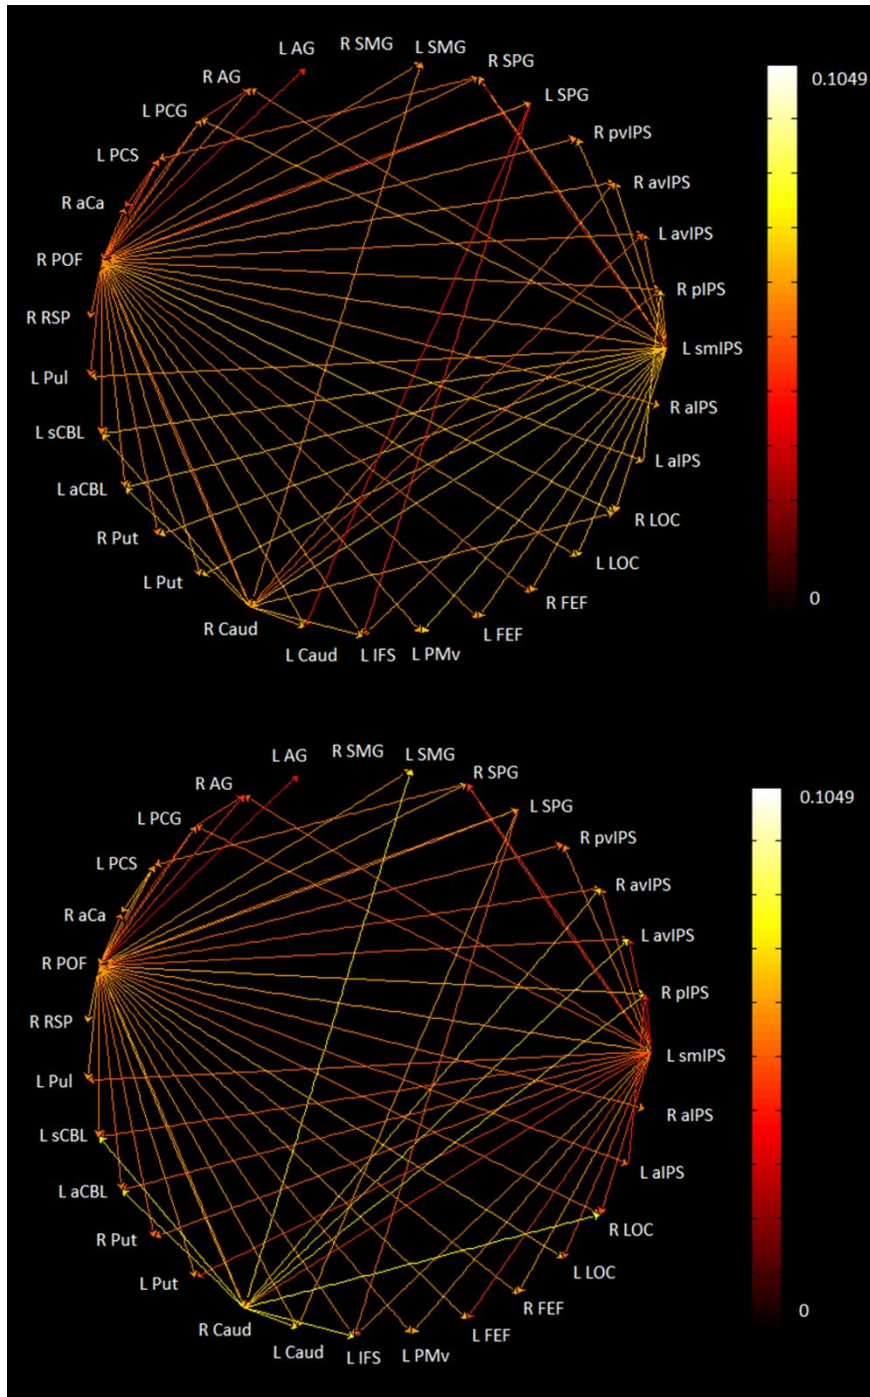 L AG
R SMG
L SMG
R AG
R SPG
L PCG
L SPG
0.1049
L PCS
R pvIPS
R aCa
R avIPS
R POF
L avIPS
R RSP
R pIPS
L Pul
L smIPS
L sCBL
R aIPS
L aCBL
L aIPS
R Put
R LOC
L Put
L LOC
R Caud
R FEF
L Caud
L IFS
L PMv
L FEF
0
L AG
R SMG
L SMG
R AG
R SPG
L PCG
L SPG
0.1049
L PCS
R pvIPS
R aCa
R avIPS
R POF
L avIPS
R RSP
R pIPS
L Pul
L smIPS
L sCBL
R aIPS
L aCBL
L aIPS
R Put
R LOC
L Put
L LOC
R Caud
R FEF
L Caud
L IFS
L PMv
L FEF
0